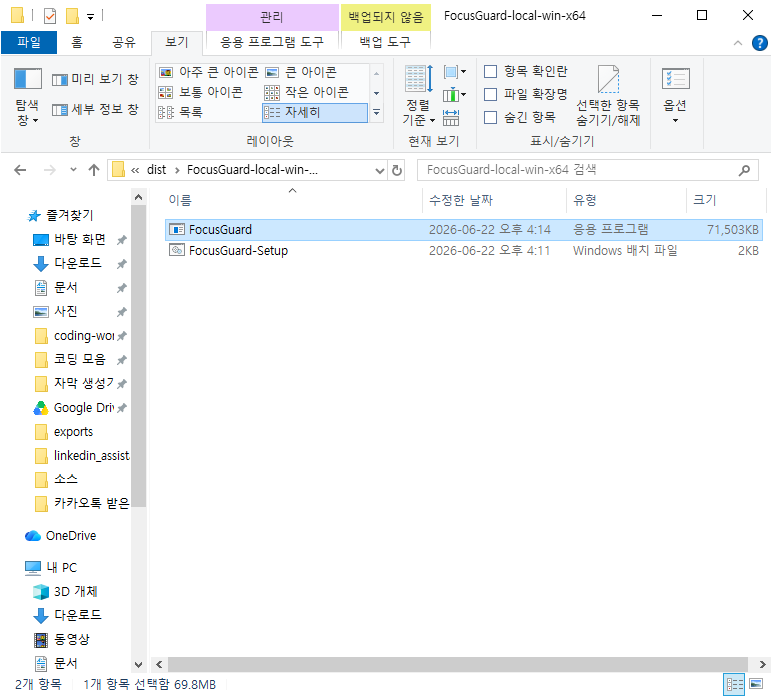 관리
백업되지 않음
FocusGuard-local-win-x64
파일
홈
공유
보기
응용 프로그램 도구
백업 도구
탐색 창
미리 보기 창
세부 정보 창
창
아주 큰 아이콘
큰 아이콘
보통 아이콘
작은 아이콘
목록
자세히
레이아웃
정렬 기준
현재 보기
항목 확인란
파일 확장명
숨긴 항목
선택한 항목 숨기기/해제
표시/숨기기
옵션
« dist › FocusGuard-local-win-...
FocusGuard-local-win-x64 검색
이름 수정한 날짜 유형 크기
FocusGuard 2026-06-22 오후 4:14 응용 프로그램 71,503KB
FocusGuard-Setup 2026-06-22 오후 4:11 Windows 배치 파일 2KB
즐겨찾기
바탕 화면
다운로드
문서
사진
coding-wor
코딩 모음
자막 생성기
Google Driv
exports
linkedin_assist
소스
카카오톡 받은
OneDrive
내 PC
3D 개체
다운로드
동영상
문서
2개 항목 1개 항목 선택함 69.8MB